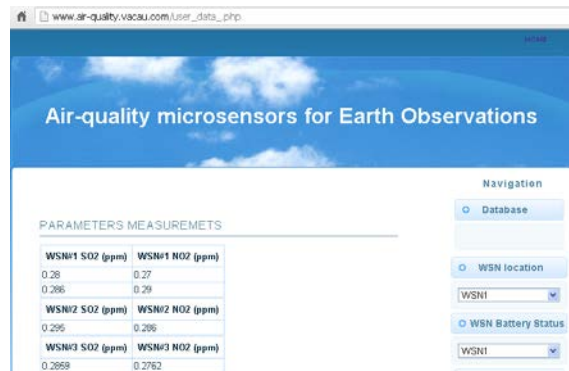 www.air-quality.vacau.com/user_data_.php
HOME
Air-quality microsensors for Earth Observations
Navigation
Database
PARAMETERS MEASUREMETS
WSN#1 SO2 (ppm) WSN#1 NO2 (ppm)
0.28 0.27
0.286 0.29
WSN location
WSN1
WSN#2 SO2 (ppm) WSN#2 NO2 (ppm)
0.295 0.286
WSN Battery Status
WSN#3 SO2 (ppm) WSN#3 NO2 (ppm)
WSN1
0.2859 0.2762